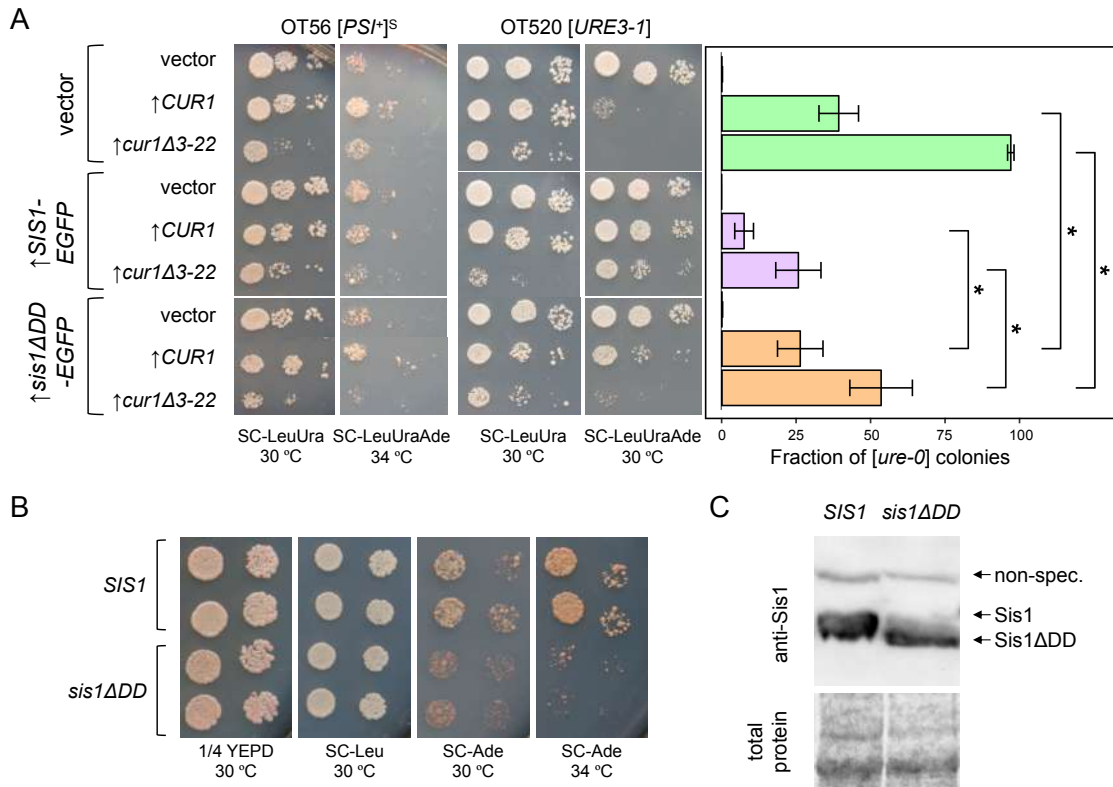 A
OT56 [PSI⁺]ˢ
OT520 [URE3-1]
vector
vector
↑CUR1
↑cur1Δ3-22
↑SIS1-
EGFP
vector
↑CUR1
↑cur1Δ3-22
↑sis1ΔDD
-EGFP
vector
↑CUR1
↑cur1Δ3-22
SC-LeuUra
30 ºC
SC-LeuUraAde
34 ºC
SC-LeuUra
30 ºC
SC-LeuUraAde
30 ºC
* * * *
0 25 50 75 100
Fraction of [ure-0] colonies
B
SIS1
sis1ΔDD
1/4 YEPD
30 ºC
SC-Leu
30 ºC
SC-Ade
30 ºC
SC-Ade
34 ºC
C
SIS1 sis1ΔDD
anti-Sis1
non-spec.
Sis1
Sis1ΔDD
total
protein